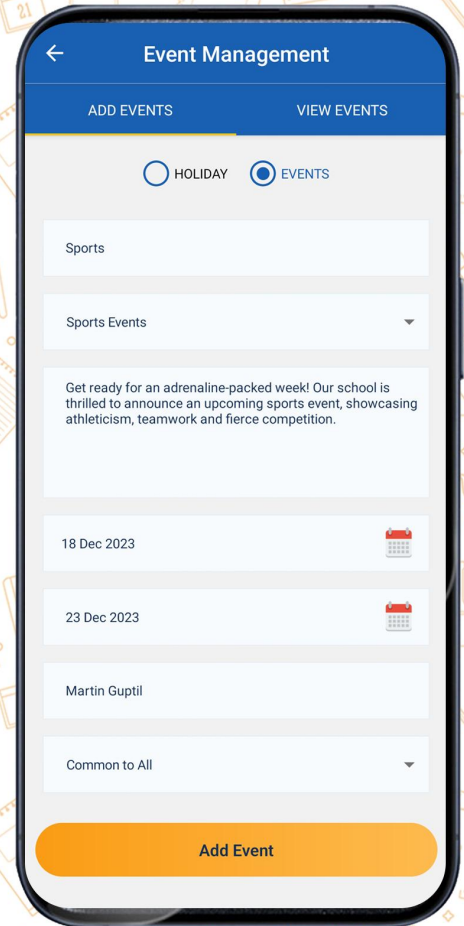 21
Event Management
ADD EVENTS
VIEW EVENTS
HOLIDAY
EVENTS
Sports
Sports Events
Get ready for an adrenaline-packed week! Our school is
thrilled to announce an upcoming sports event, showcasing
athleticism, teamwork and fierce competition.
18 Dec 2023
23 Dec 2023
Martin Guptil
Common to All
Add Event